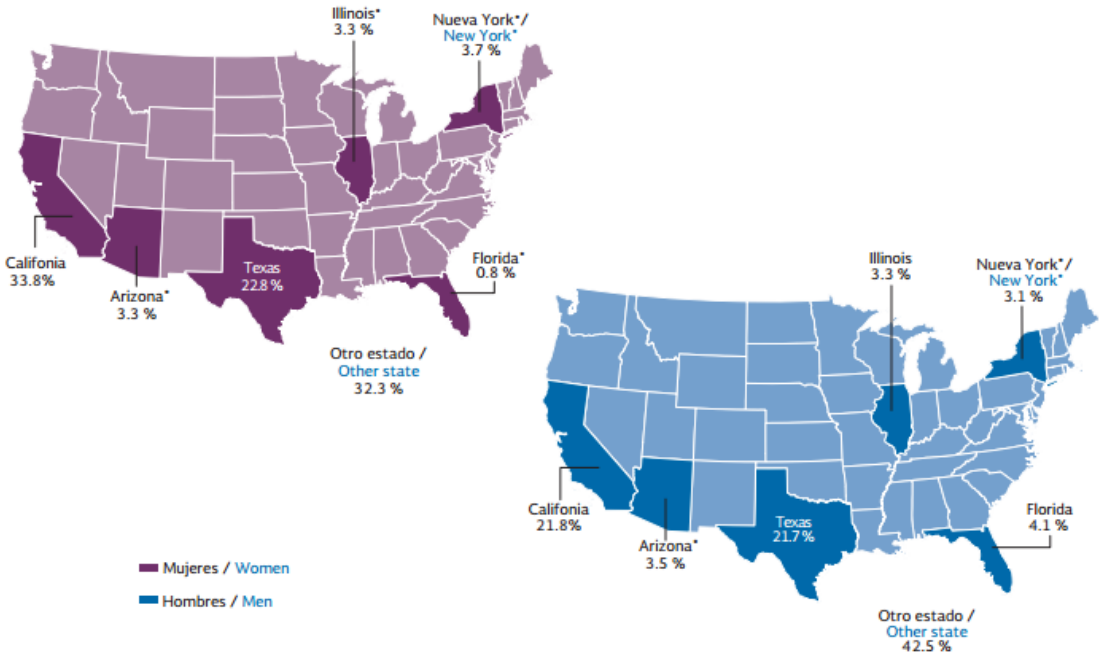 Illinois*
3.3 %
Nueva York*/
New York*
3.7 %
Califonia
33.8%
Arizona*
3.3 %
Texas
22.8 %
Florida*
0.8 %
Otro estado /
Other state
32.3 %
Illinois
3.3 %
Nueva York*/
New York*
3.1 %
Califonia
21.8%
Arizona*
3.5 %
Texas
21.7 %
Florida
4.1 %
Otro estado /
Other state
42.5 %
Mujeres / Women
Hombres / Men